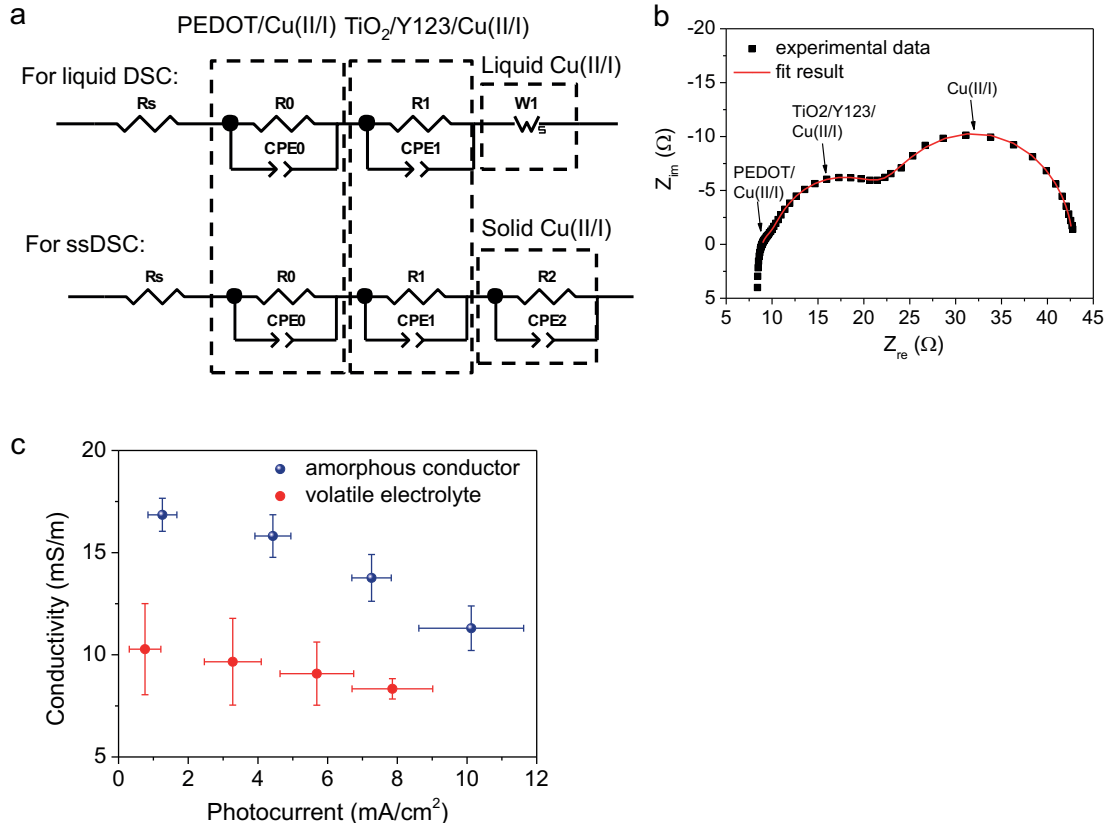 a
PEDOT/Cu(II/I) TiO2/Y123/Cu(II/I)
For liquid DSC:
Liquid Cu(II/I)
Rs
R0
R1
W1
s
CPE0
CPE1
For ssDSC:
Solid Cu(II/I)
Rs
R0
R1
R2
CPE0
CPE1
CPE2
b
-20
-15
-10
-5
0
5
Zim (Ω)
experimental data
fit result
Cu(II/I)
TiO2/Y123/
Cu(II/I)
PEDOT/
Cu(II/I)
5 10 15 20 25 30 35 40 45
Zre (Ω)
c
20
15
10
5
Conductivity (mS/m)
amorphous conductor
volatile electrolyte
0 2 4 6 8 10 12
Photocurrent (mA/cm²)